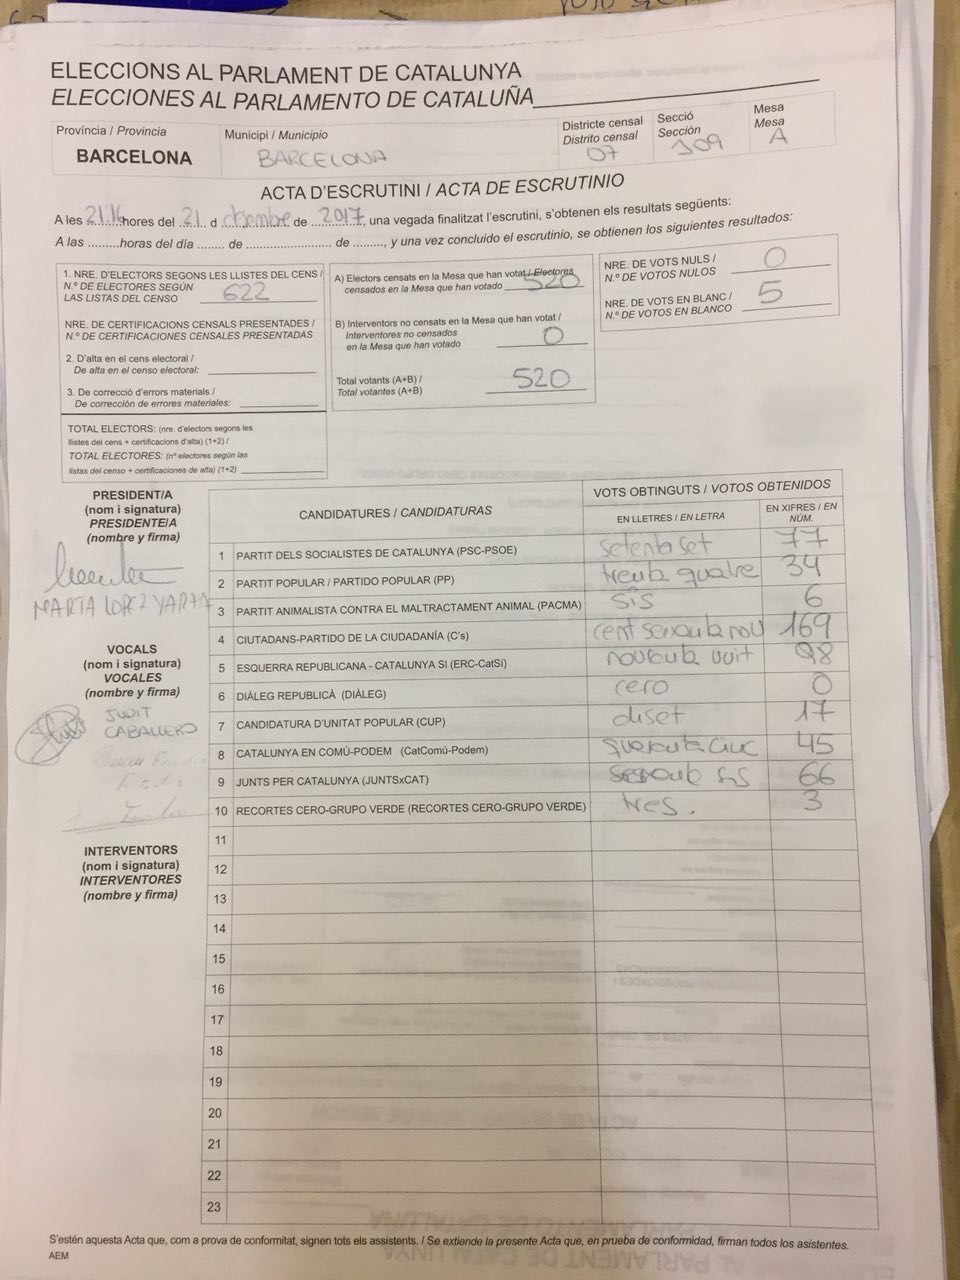 ELECCIONS AL PARLAMENT DE CATALUNYA
ELECCIONES AL PARLAMENTO DE CATALUÑA
Província / Provincia
BARCELONA
Municipi / Municipio
BARCELONA
Districte censal
Distrito censal
07
Secció
Sección
109
Mesa
Mesa
A
ACTA D'ESCRUTINI / ACTA DE ESCRUTINIO
A les 21.16 hores del 21 d desembre de 2017, una vegada finalitzat l'escrutini, s'obtenen els resultats següents:
A las .........horas del día ........ de .......................... de ........., y una vez concluido el escrutinio, se obtienen los siguientes resultados:
1. NRE. D'ELECTORS SEGONS LES LLISTES DEL CENS /
N.º DE ELECTORES SEGÚN
LAS LISTAS DEL CENSO 622
NRE. DE CERTIFICACIONS CENSALS PRESENTADES /
N.º DE CERTIFICACIONES CENSALES PRESENTADAS
2. D'alta en el cens electoral /
De alta en el censo electoral:
3. De correcció d'errors materials /
De corrección de errores materiales:
TOTAL ELECTORS: (nre. d'electors segons les
llistes del cens + certificacions d'alta) (1+2) /
TOTAL ELECTORES: (nº electores según las
listas del censo + certificaciones de alta) (1+2)
A) Electors censats en la Mesa que han votat / Electores
censados en la Mesa que han votado 520
B) Interventors no censats en la Mesa que han votat /
Interventores no censados
en la Mesa que han votado 0
Total votants (A+B) /
Total votantes (A+B) 520
NRE. DE VOTS NULS /
N.º DE VOTOS NULOS 0
NRE. DE VOTS EN BLANC /
N.º DE VOTOS EN BLANCO 5
PRESIDENT/A
(nom i signatura)
PRESIDENTE/A
(nombre y firma)
MARTA LOPEZ YARTA
VOCALS
(nom i signatura)
VOCALES
(nombre y firma)
JUDIT
CABALLERO
INTERVENTORS
(nom i signatura)
INTERVENTORES
(nombre y firma)
CANDIDATURES / CANDIDATURAS
VOTS OBTINGUTS / VOTOS OBTENIDOS
EN LLETRES / EN LETRA
EN XIFRES / EN NÚM.
1 PARTIT DELS SOCIALISTES DE CATALUNYA (PSC-PSOE) setenta set 77
2 PARTIT POPULAR / PARTIDO POPULAR (PP) trenta quatre 34
3 PARTIT ANIMALISTA CONTRA EL MALTRACTAMENT ANIMAL (PACMA) sis 6
4 CIUTADANS-PARTIDO DE LA CIUDADANÍA (C's) cent seixanta nou 169
5 ESQUERRA REPUBLICANA - CATALUNYA SI (ERC-CatSí) noucuta vuit 98
6 DIÀLEG REPUBLICÀ (DIÀLEG) cero 0
7 CANDIDATURA D'UNITAT POPULAR (CUP) diset 17
8 CATALUNYA EN COMÚ-PODEM (CatComú-Podem) quaranta cinc 45
9 JUNTS PER CATALUNYA (JUNTSxCAT) sis 66
10 RECORTES CERO-GRUPO VERDE (RECORTES CERO-GRUPO VERDE) tres. 3
11
12
13
14
15
16
17
18
19
20
21
22
23
S'estén aquesta Acta que, com a prova de conformitat, signen tots els assistents. / Se extiende la presente Acta que, en prueba de conformidad, firman todos los asistentes.
AEM